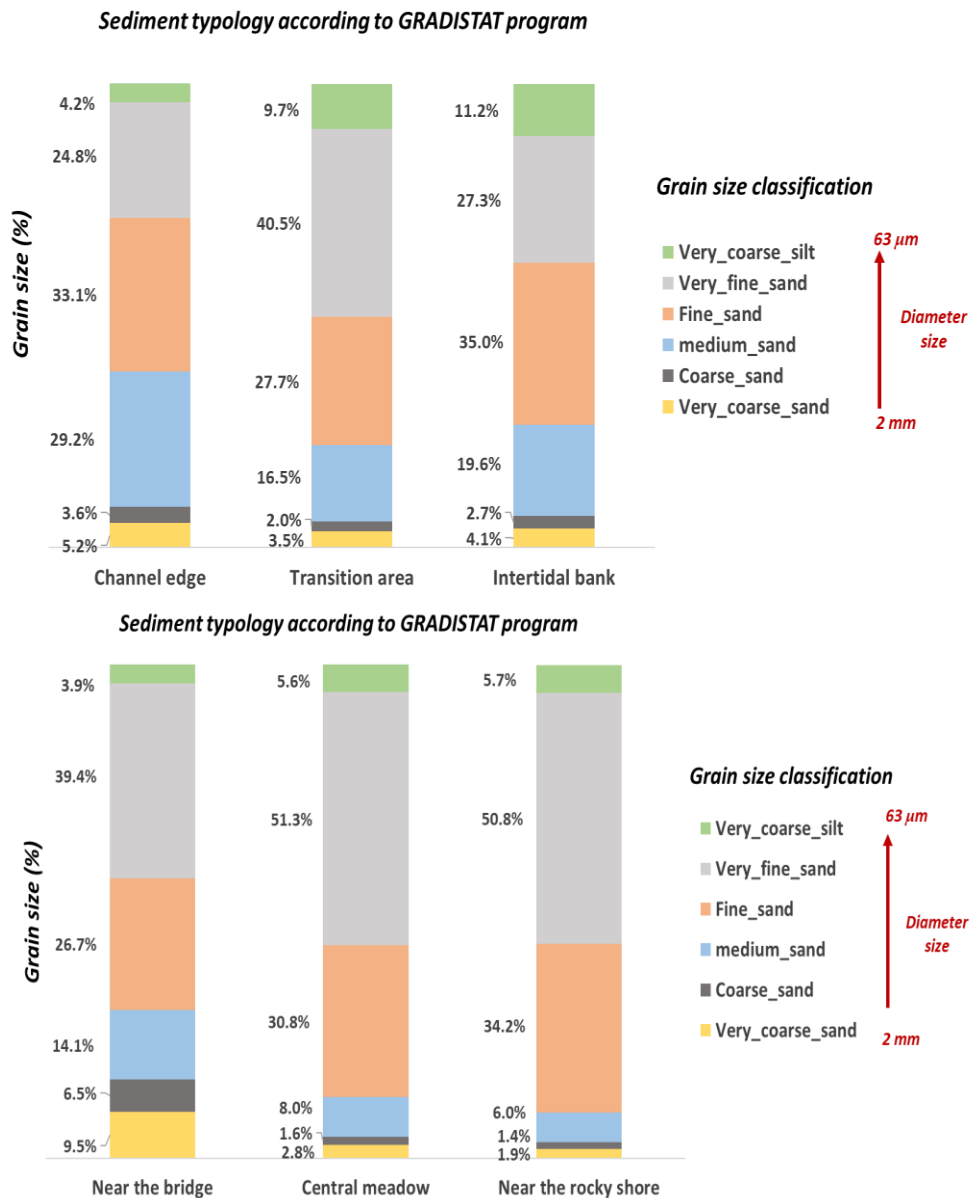 Sediment typology according to GRADISTAT program
Grain size (%)
4.2%
24.8%
33.1%
29.2%
3.6%
5.2%
Channel edge
9.7%
40.5%
27.7%
16.5%
2.0%
3.5%
Transition area
11.2%
27.3%
35.0%
19.6%
2.7%
4.1%
Intertidal bank
Grain size classification
Very_coarse_silt
Very_fine_sand
Fine_sand
medium_sand
Coarse_sand
Very_coarse_sand
63 μm
Diameter
size
2 mm
Sediment typology according to GRADISTAT program
Grain size (%)
3.9%
39.4%
26.7%
14.1%
6.5%
9.5%
Near the bridge
5.6%
51.3%
30.8%
8.0%
1.6%
2.8%
Central meadow
5.7%
50.8%
34.2%
6.0%
1.4%
1.9%
Near the rocky shore
Grain size classification
Very_coarse_silt
Very_fine_sand
Fine_sand
medium_sand
Coarse_sand
Very_coarse_sand
63 μm
Diameter
size
2 mm